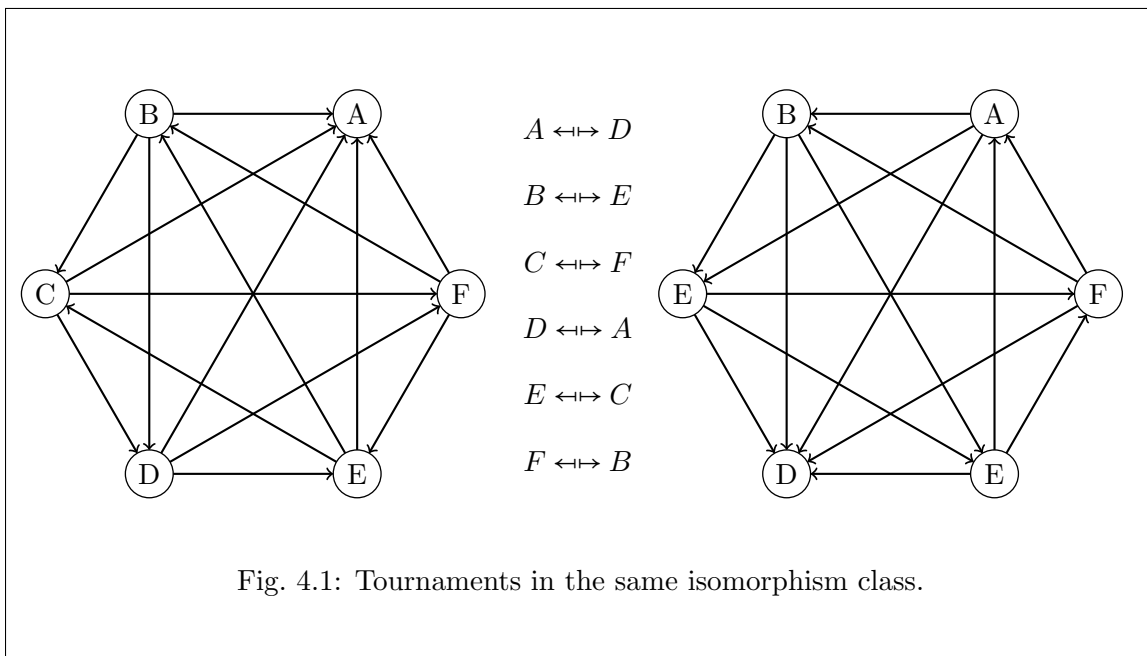 B A B A
A ↤↦ D
B ↤↦ E
C ↤↦ F
C F E F
D ↤↦ A
E ↤↦ C
D E D E
F ↤↦ B
Fig. 4.1: Tournaments in the same isomorphism class.